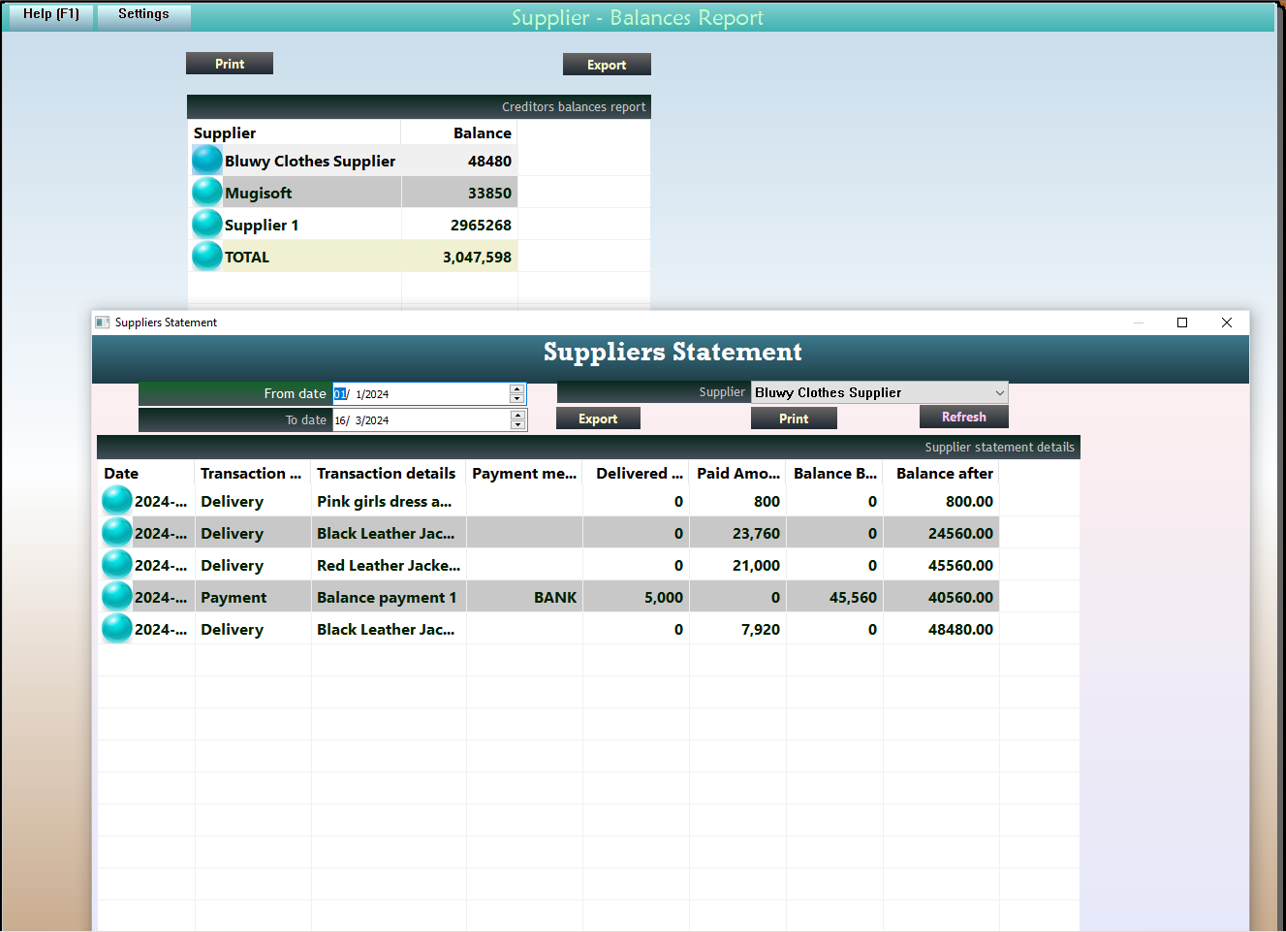 Help (F1) Settings Supplier - Balances Report
Print Export
Creditors balances report
Supplier Balance
Bluwy Clothes Supplier 48480
Mugisoft 33850
Supplier 1 2965268
TOTAL 3,047,598
Suppliers Statement
Suppliers Statement
From date 01/ 1/2024 Supplier Bluwy Clothes Supplier
To date 16/ 3/2024 Export Print Refresh
Supplier statement details
Date Transaction ... Transaction details Payment me... Delivered ... Paid Amo... Balance B... Balance after
2024-... Delivery Pink girls dress a... 0 800 0 800.00
2024-... Delivery Black Leather Jac... 0 23,760 0 24560.00
2024-... Delivery Red Leather Jacke... 0 21,000 0 45560.00
2024-... Payment Balance payment 1 BANK 5,000 0 45,560 40560.00
2024-... Delivery Black Leather Jac... 0 7,920 0 48480.00